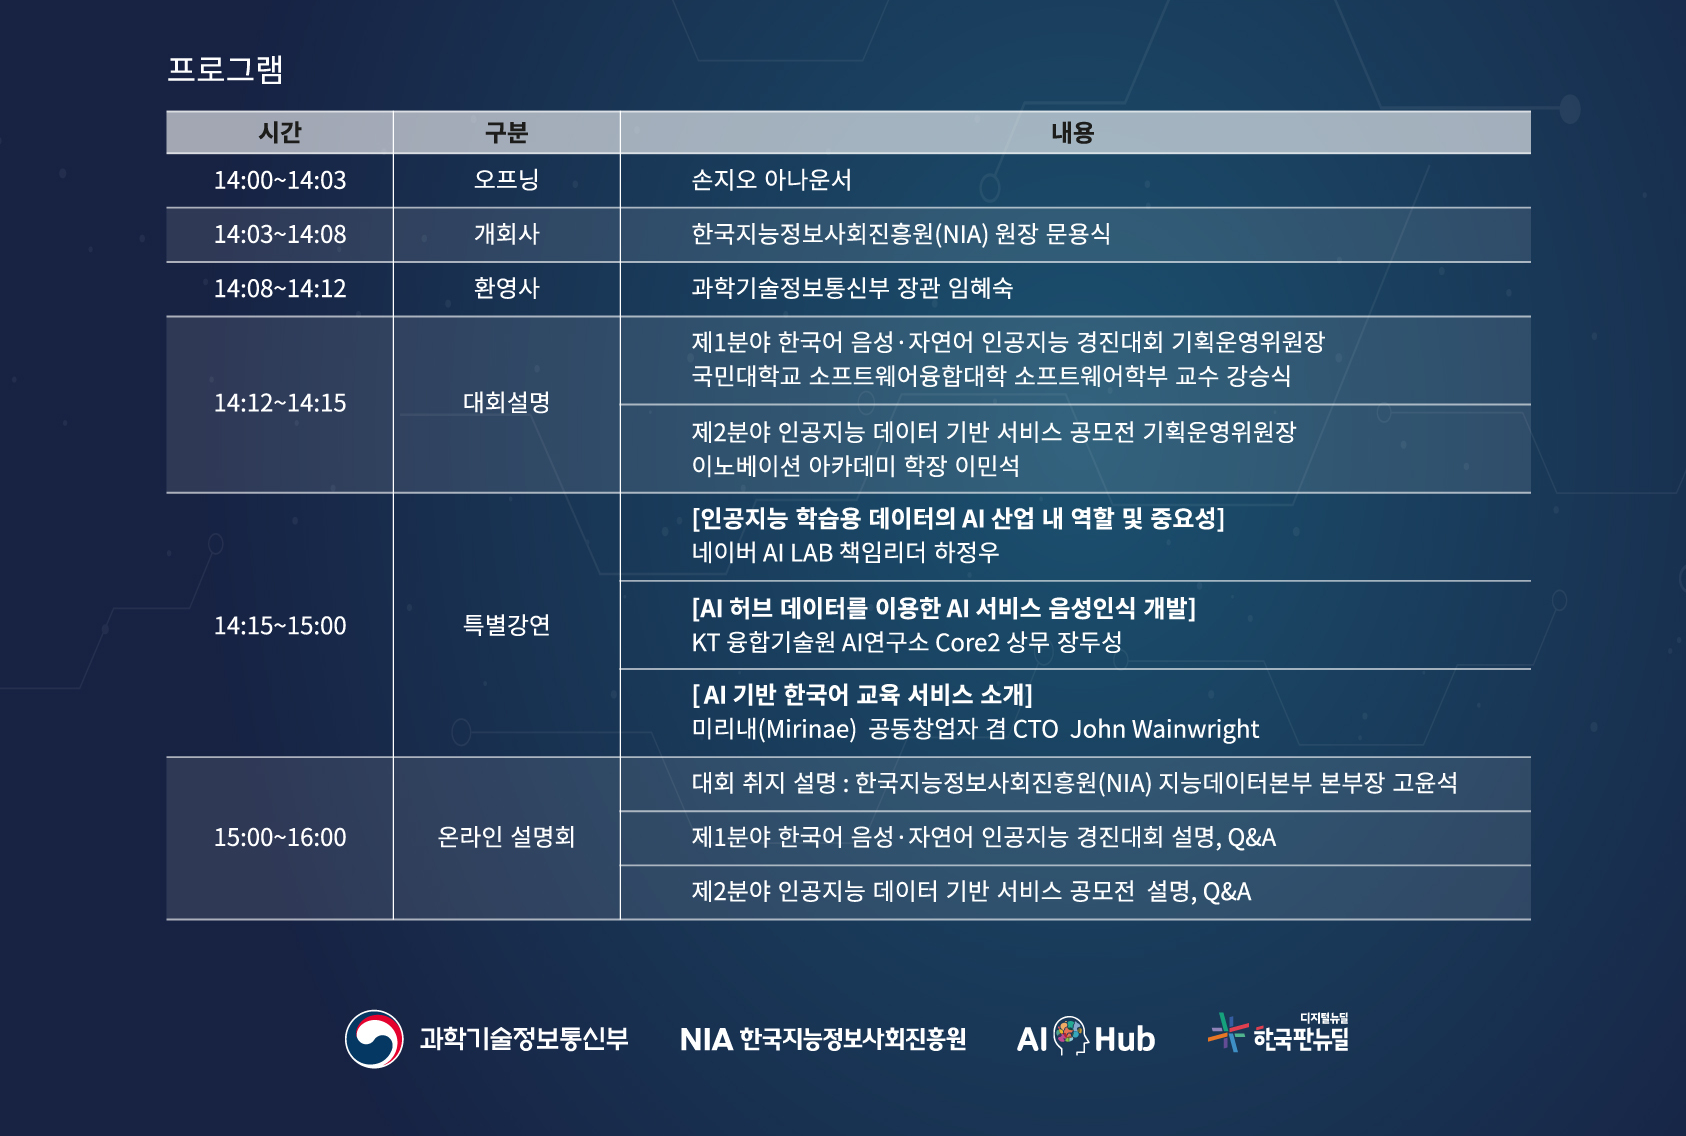 프로그램
시간 구분 내용
14:00~14:03 오프닝 손지오 아나운서
14:03~14:08 개회사 한국지능정보사회진흥원(NIA) 원장 문용식
14:08~14:12 환영사 과학기술정보통신부 장관 임혜숙
14:12~14:15 대회설명
제1분야 한국어 음성·자연어 인공지능 경진대회 기획운영위원장
국민대학교 소프트웨어융합대학 소프트웨어학부 교수 강승식
제2분야 인공지능 데이터 기반 서비스 공모전 기획운영위원장
이노베이션 아카데미 학장 이민석
14:15~15:00 특별강연
[인공지능 학습용 데이터의 AI 산업 내 역할 및 중요성]
네이버 AI LAB 책임리더 하정우
[AI 허브 데이터를 이용한 AI 서비스 음성인식 개발]
KT 융합기술원 AI연구소 Core2 상무 장두성
[ AI 기반 한국어 교육 서비스 소개]
미리내(Mirinae) 공동창업자 겸 CTO John Wainwright
15:00~16:00 온라인 설명회
대회 취지 설명 : 한국지능정보사회진흥원(NIA) 지능데이터본부 본부장 고윤석
제1분야 한국어 음성·자연어 인공지능 경진대회 설명, Q&A
제2분야 인공지능 데이터 기반 서비스 공모전 설명, Q&A
과학기술정보통신부 NIA 한국지능정보사회진흥원 AI Hub
디지털뉴딜
한국판뉴딜